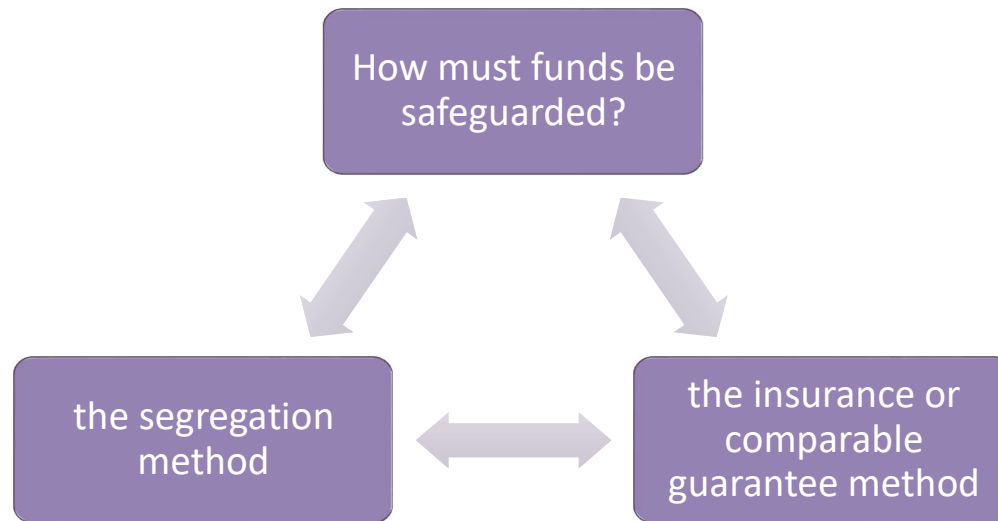 How must funds be
safeguarded?
the segregation
method
the insurance or
comparable
guarantee method